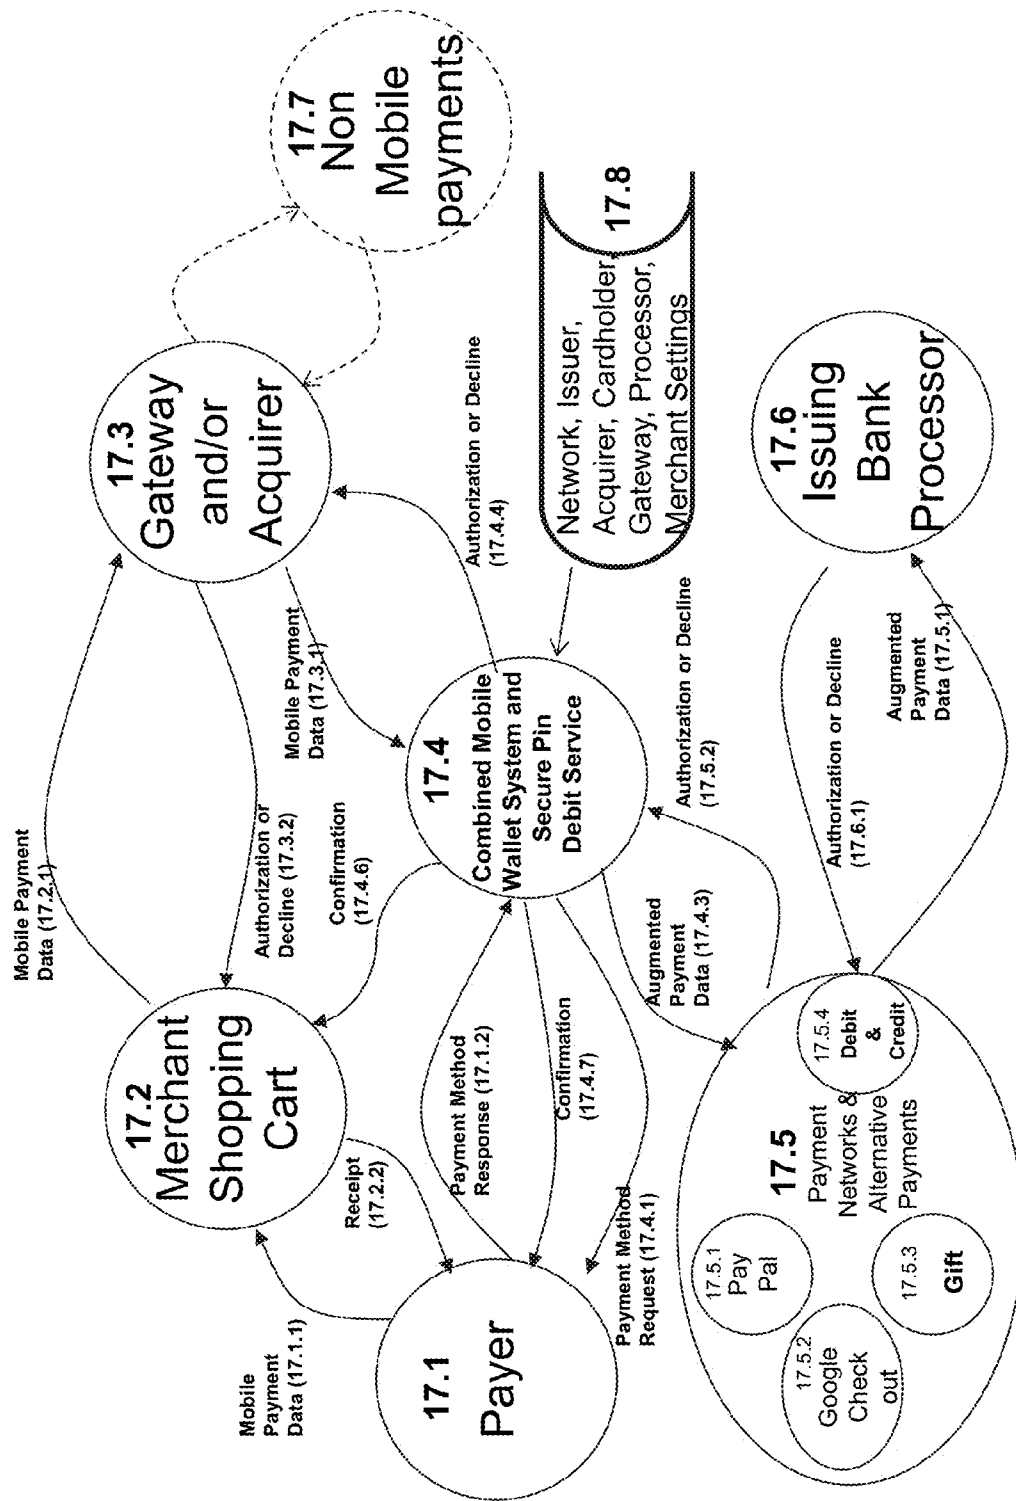 17.1
Payer
Mobile
Payment
Data (17.1.1)
17.2
Merchant
Shopping
Cart
Receipt
(17.2.2)
Mobile Payment
Data (17.2.1)
Authorization or
Decline (17.3.2)
17.3
Gateway
and/or
Acquirer
17.7
Non
Mobile
payments
Mobile Payment
Data (17.3.1)
Confirmation
(17.4.6)
Authorization or Decline
(17.4.4)
17.4
Combined Mobile
Wallet System and
Secure Pin
Debit Service
Payment Method
Response (17.1.2)
Confirmation
(17.4.7)
Payment Method
Request (17.4.1)
Network, Issuer,
Acquirer, Cardholder,
Gateway, Processor,
Merchant Settings
17.8
Augmented
Payment
Data (17.4.3)
Authorization or Decline
(17.5.2)
17.5
Payment
Networks &
Alternative
Payments
17.5.1
Pay
Pal
17.5.2
Google
Check
out
17.5.3
Gift
17.5.4
Debit
&
Credit
Authorization or Decline
(17.6.1)
Augmented
Payment
Data (17.5.1)
17.6
Issuing
Bank
Processor